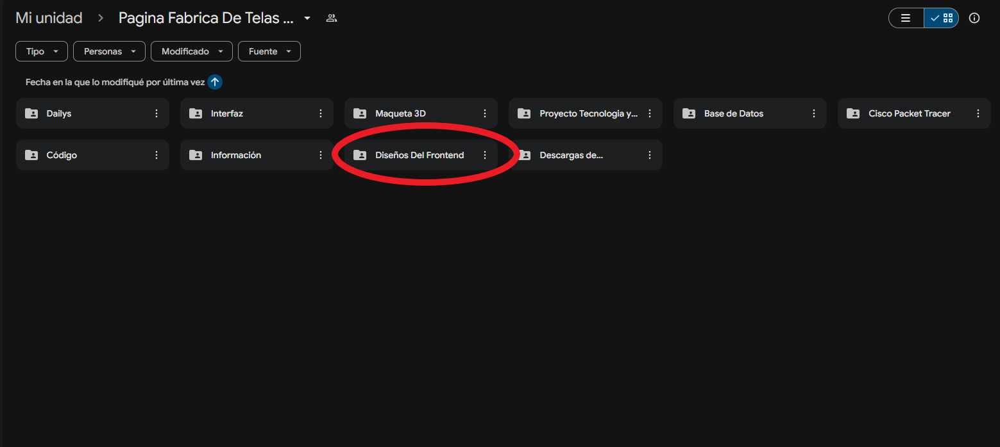 Mi unidad > Pagina Fabrica De Telas ...
Tipo Personas Modificado Fuente
Fecha en la que lo modifiqué por última vez
Dailys Interfaz Maqueta 3D Proyecto Tecnologia y... Base de Datos Cisco Packet Tracer
Código Información Diseños Del Frontend Descargas de...